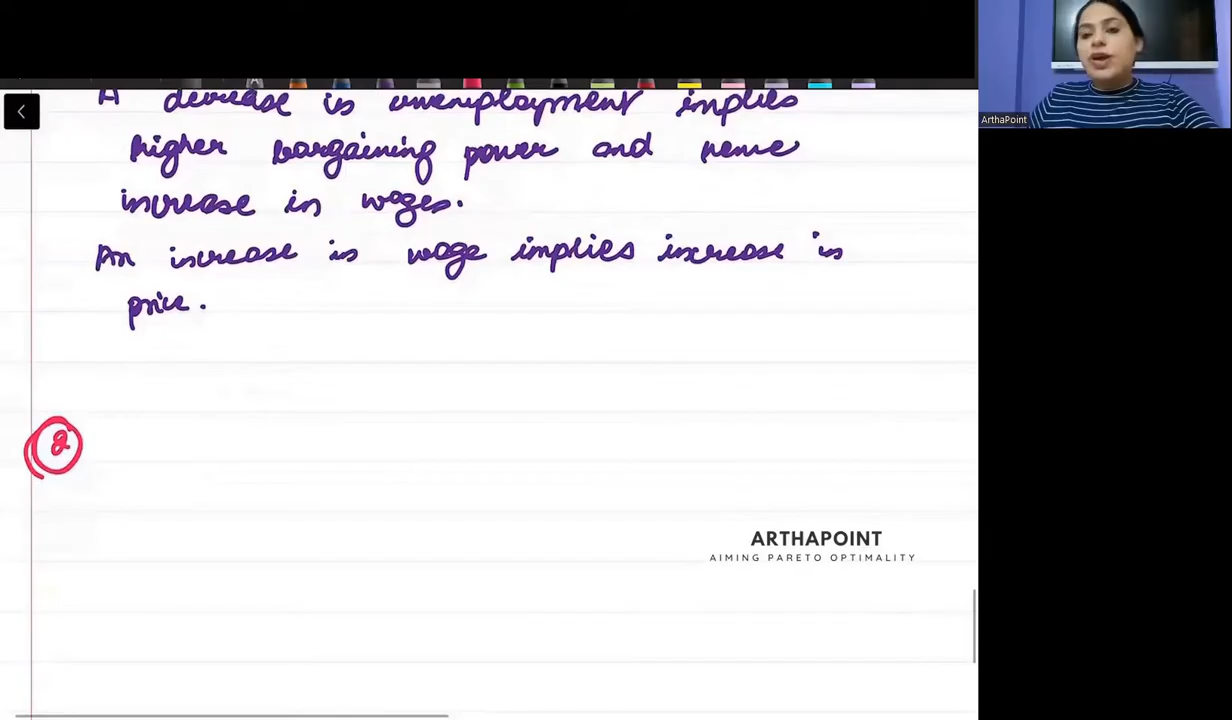 A decrease in unemployment implies
higher bargaining power and hence
increase in wages.
An increase in wage implies increase in
price.
2
ARTHAPOINT
AIMING PARETO OPTIMALITY
ArthaPoint